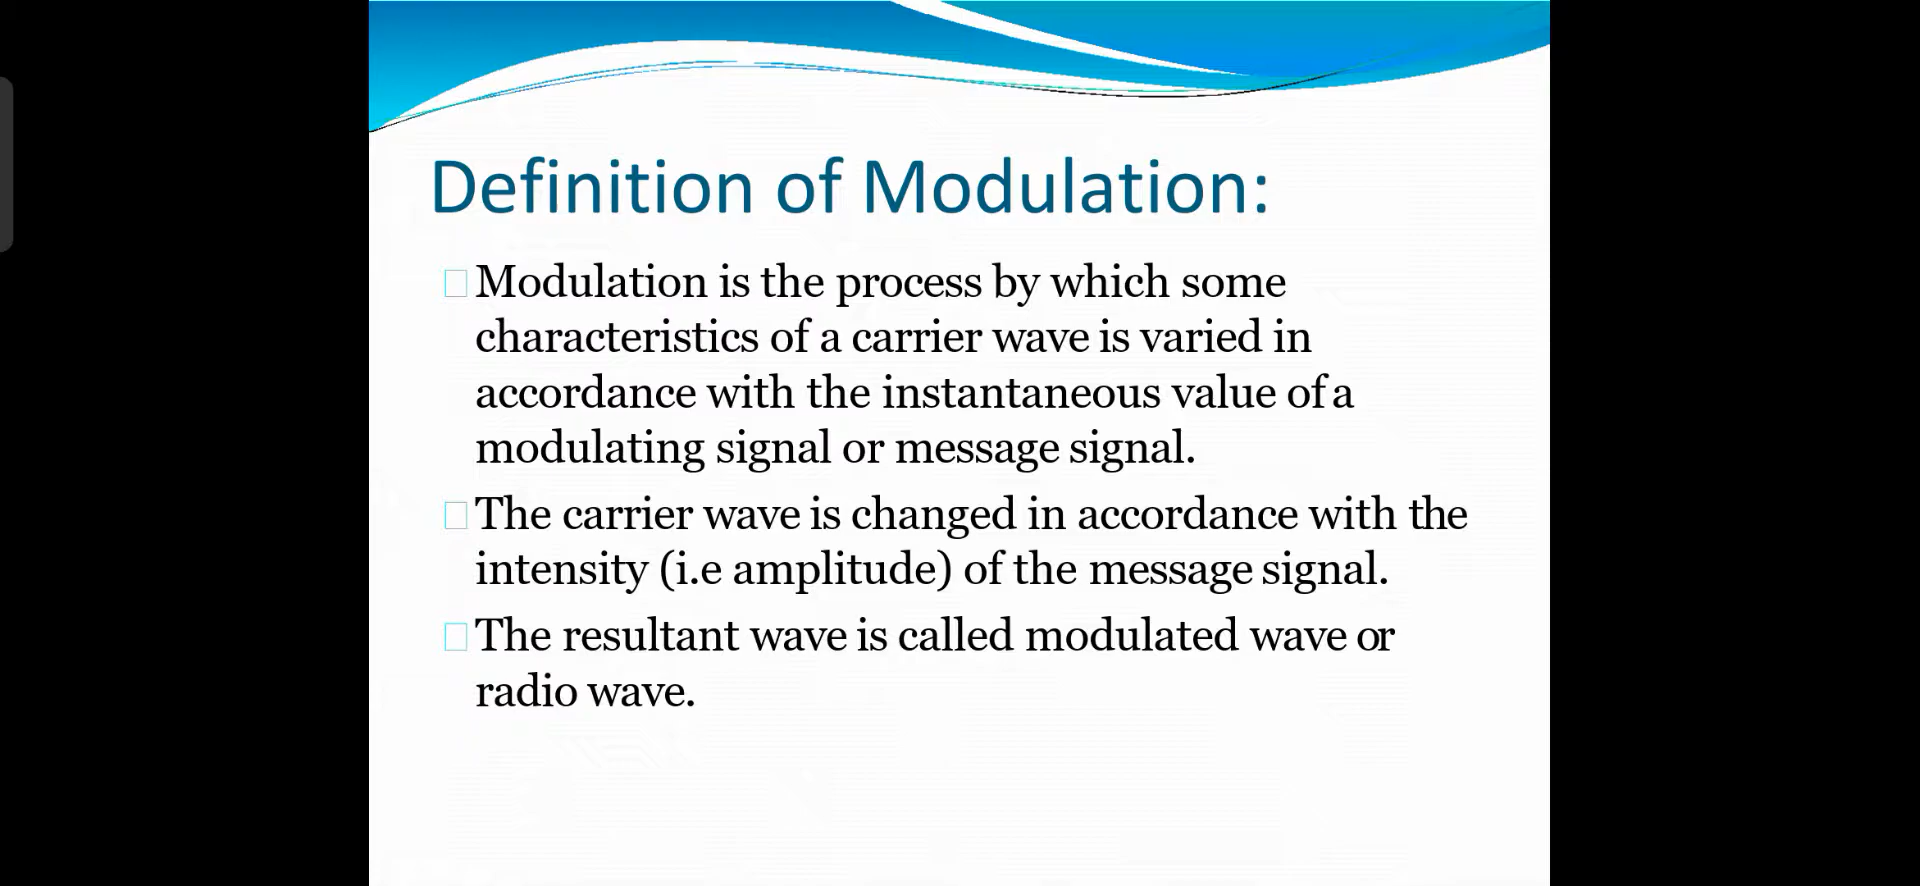 Definition of Modulation:
Modulation is the process by which some
characteristics of a carrier wave is varied in
accordance with the instantaneous value of a
modulating signal or message signal.
The carrier wave is changed in accordance with the
intensity (i.e amplitude) of the message signal.
The resultant wave is called modulated wave or
radio wave.